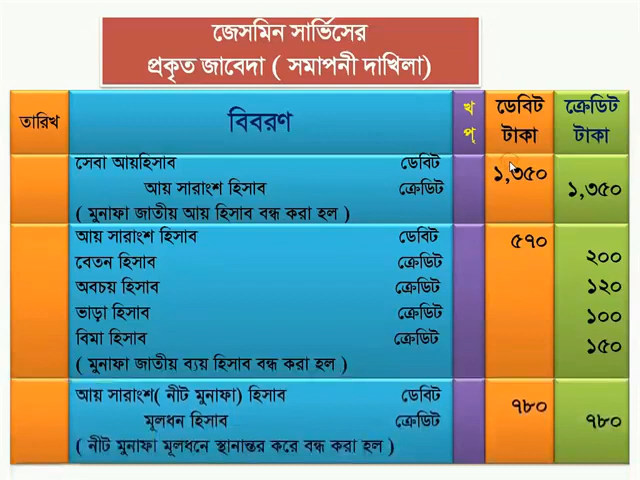 জেসমিন সার্ভিসের
প্রকৃত জাবেদা ( সমাপনী দাখিলা)
তারিখ বিবরণ খ প্ ডেবিট টাকা ক্রেডিট টাকা
সেবা আয়হিসাব ডেবিট ১,৩৫০
আয় সারাংশ হিসাব ক্রেডিট ১,৩৫০
( মুনাফা জাতীয় আয় হিসাব বন্ধ করা হল )
আয় সারাংশ হিসাব ডেবিট ৫৭০
বেতন হিসাব ক্রেডিট ২০০
অবচয় হিসাব ক্রেডিট ১২০
ভাড়া হিসাব ক্রেডিট ১০০
বিমা হিসাব ক্রেডিট ১৫০
( মুনাফা জাতীয় ব্যয় হিসাব বন্ধ করা হল )
আয় সারাংশ( নীট মুনাফা) হিসাব ডেবিট ৭৮০
মূলধন হিসাব ক্রেডিট ৭৮০
( নীট মুনাফা মূলধনে স্থানান্তর করে বন্ধ করা হল )